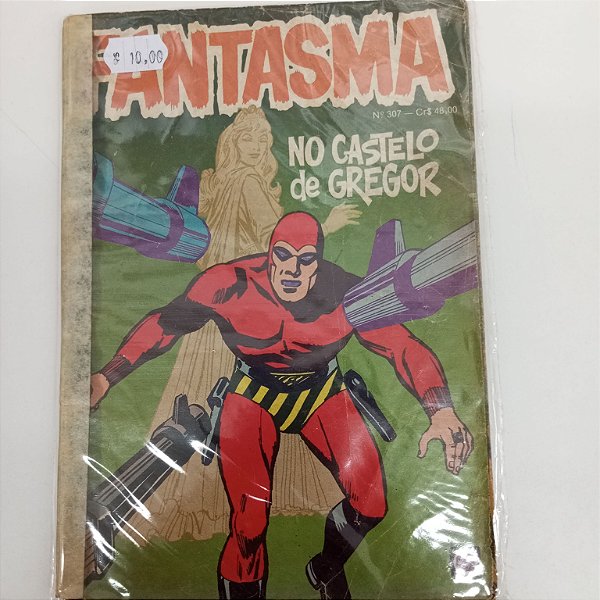 FANTASMA
$ 10,00
Nº 307 — Cr$ 48,00
NO CASTELO
de GREGOR